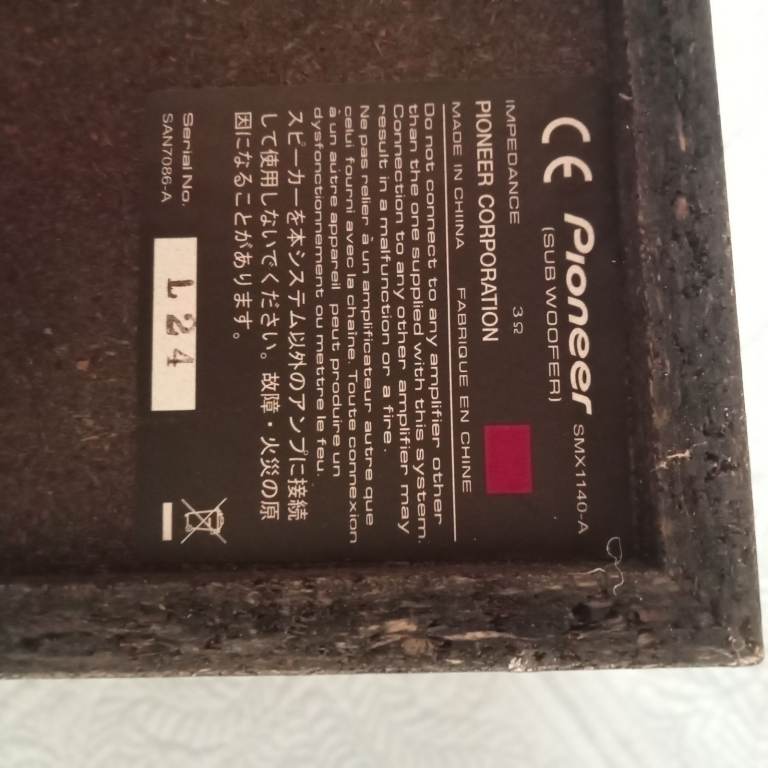 CE Pioneer SMX1140-A
(SUB WOOFER)
IMPEDANCE 3Ω
PIONEER CORPORATION
MADE IN CHINA FABRIQUE EN CHINE
Do not connect to any amplifier other
than the one supplied with this system.
Connection to any other amplifier may
result in a malfunction or a fire.
Ne pas relier à un amplificateur autre que
celui fourni avec la chaîne. Toute connexion
à un autre appareil peut produire un
dysfonctionnement ou mettre le feu.
スピーカーを本システム以外のアンプに接続
して使用しないでください。故障・火災の原
因になることがあります。
Serial No. L24
SAN7086-A